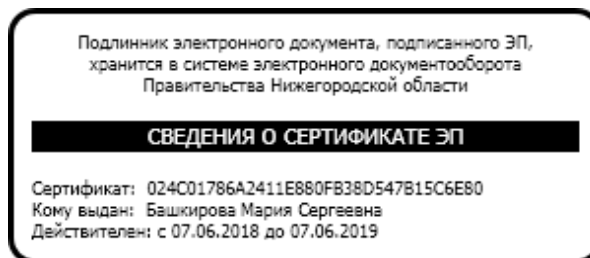 Подлинник электронного документа, подписанного ЭП,
хранится в системе электронного документооборота
Правительства Нижегородской области
СВЕДЕНИЯ О СЕРТИФИКАТЕ ЭП
Сертификат: 024C01786A2411E880FB38D547B15C6E80
Кому выдан: Башкирова Мария Сергеевна
Действителен: с 07.06.2018 до 07.06.2019